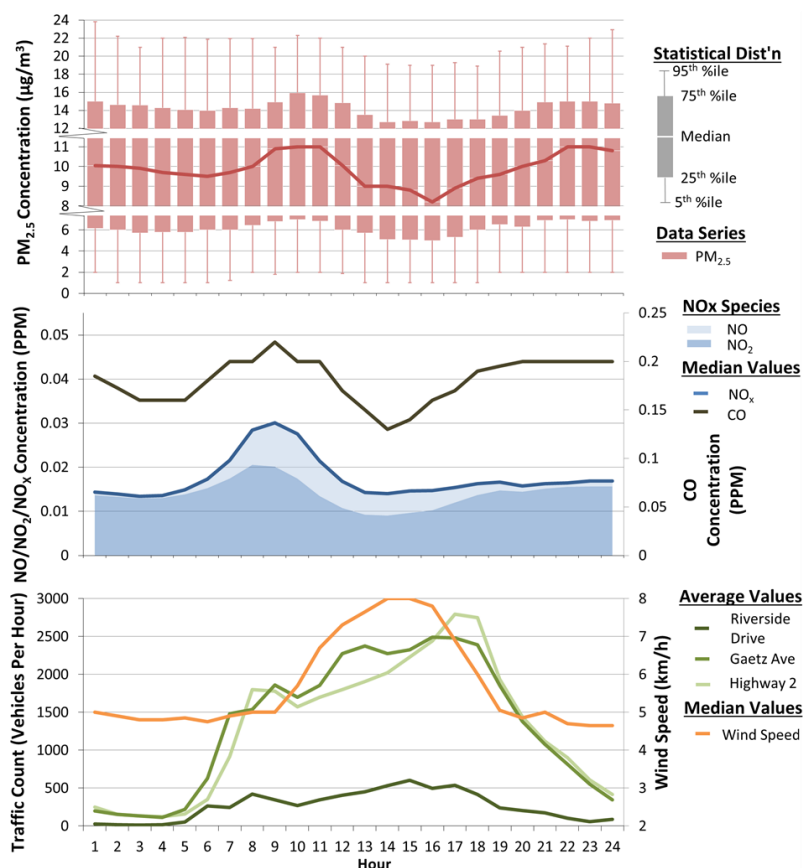 PM2.5 Concentration (µg/m³)
24
22
20
18
16
14
12
11
10
9
8
6
4
2
0
Statistical Dist'n
95th %ile
75th %ile
Median
25th %ile
5th %ile
Data Series
PM2.5
NO/NO2/NOX Concentration (PPM)
0.05
0.04
0.03
0.02
0.01
0
0.25
0.2
0.15
0.1
0.05
0
CO
Concentration
(PPM)
NOx Species
NO
NO2
Median Values
NOx
CO
Traffic Count (Vehicles Per Hour)
3000
2500
2000
1500
1000
500
0
8
7
6
5
4
3
2
Wind Speed (km/h)
Average Values
Riverside
Drive
Gaetz Ave
Highway 2
Median Values
Wind Speed
1 2 3 4 5 6 7 8 9 10 11 12 13 14 15 16 17 18 19 20 21 22 23 24
Hour